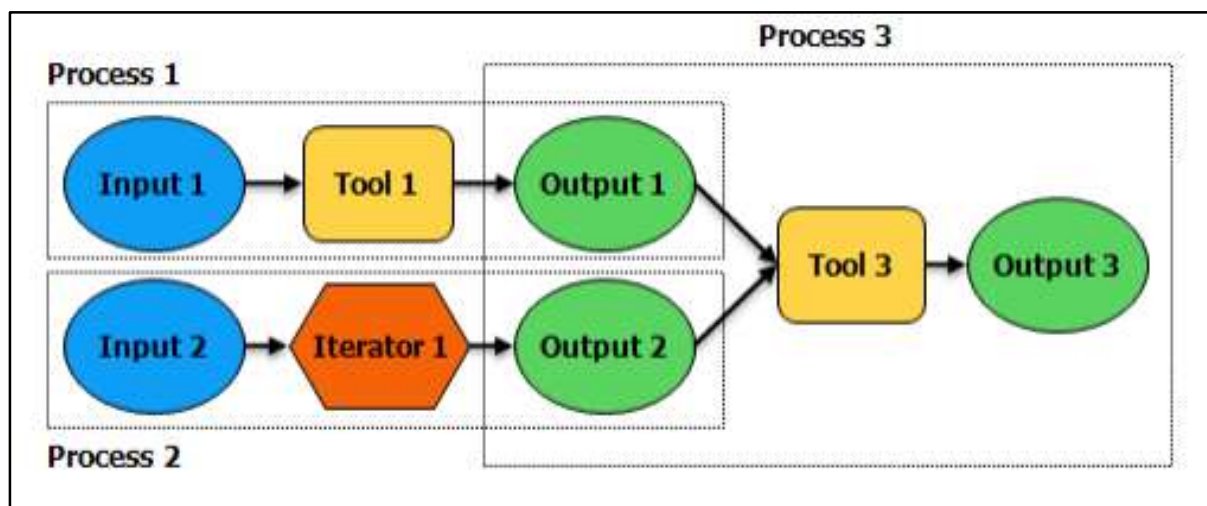 Process 3
Process 1
Input 1
Tool 1
Output 1
Tool 3
Output 3
Input 2
Iterator 1
Output 2
Process 2